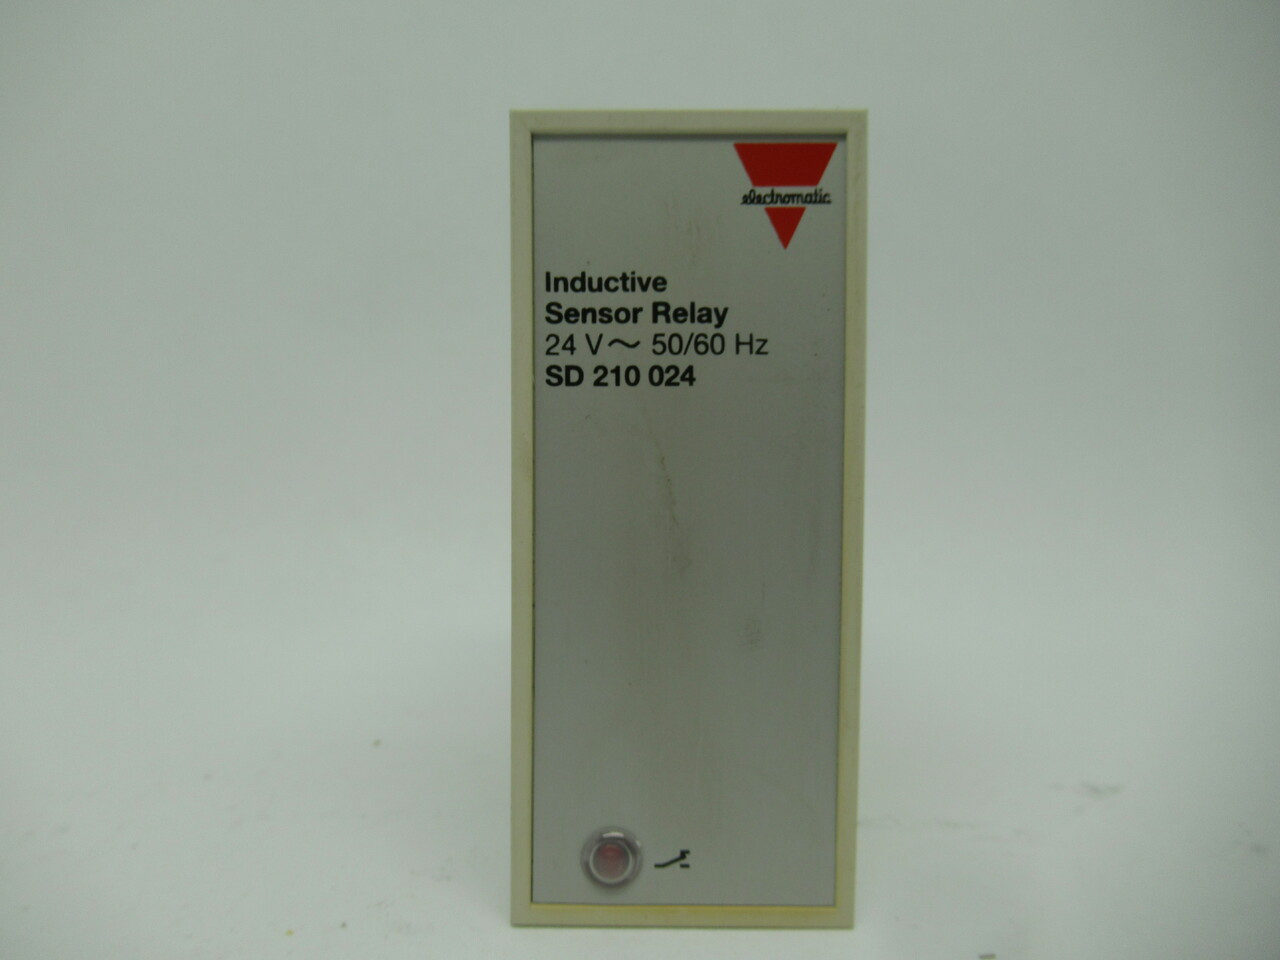 electromatic
Inductive
Sensor Relay
24 V~ 50/60 Hz
SD 210 024